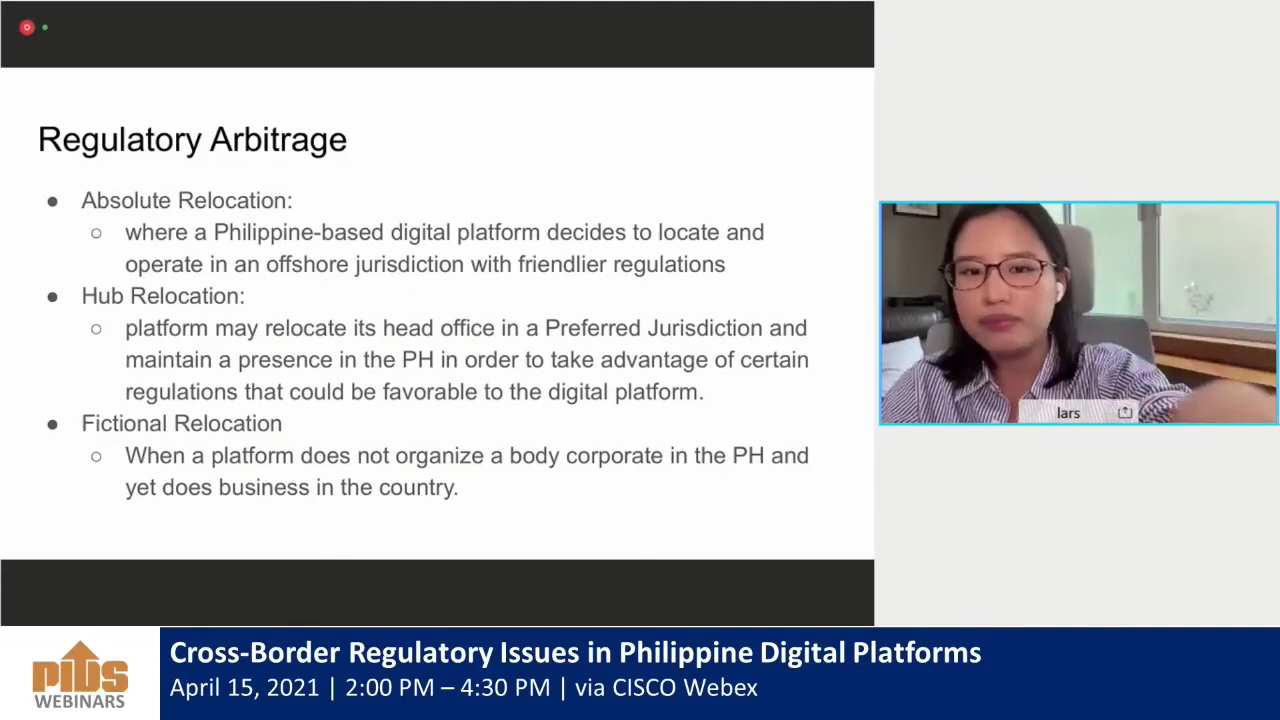 Regulatory Arbitrage
● Absolute Relocation:
○ where a Philippine-based digital platform decides to locate and
operate in an offshore jurisdiction with friendlier regulations
● Hub Relocation:
○ platform may relocate its head office in a Preferred Jurisdiction and
maintain a presence in the PH in order to take advantage of certain
regulations that could be favorable to the digital platform.
● Fictional Relocation
○ When a platform does not organize a body corporate in the PH and
yet does business in the country.
lars
PIDS
WEBINARS
Cross-Border Regulatory Issues in Philippine Digital Platforms
April 15, 2021 | 2:00 PM – 4:30 PM | via CISCO Webex